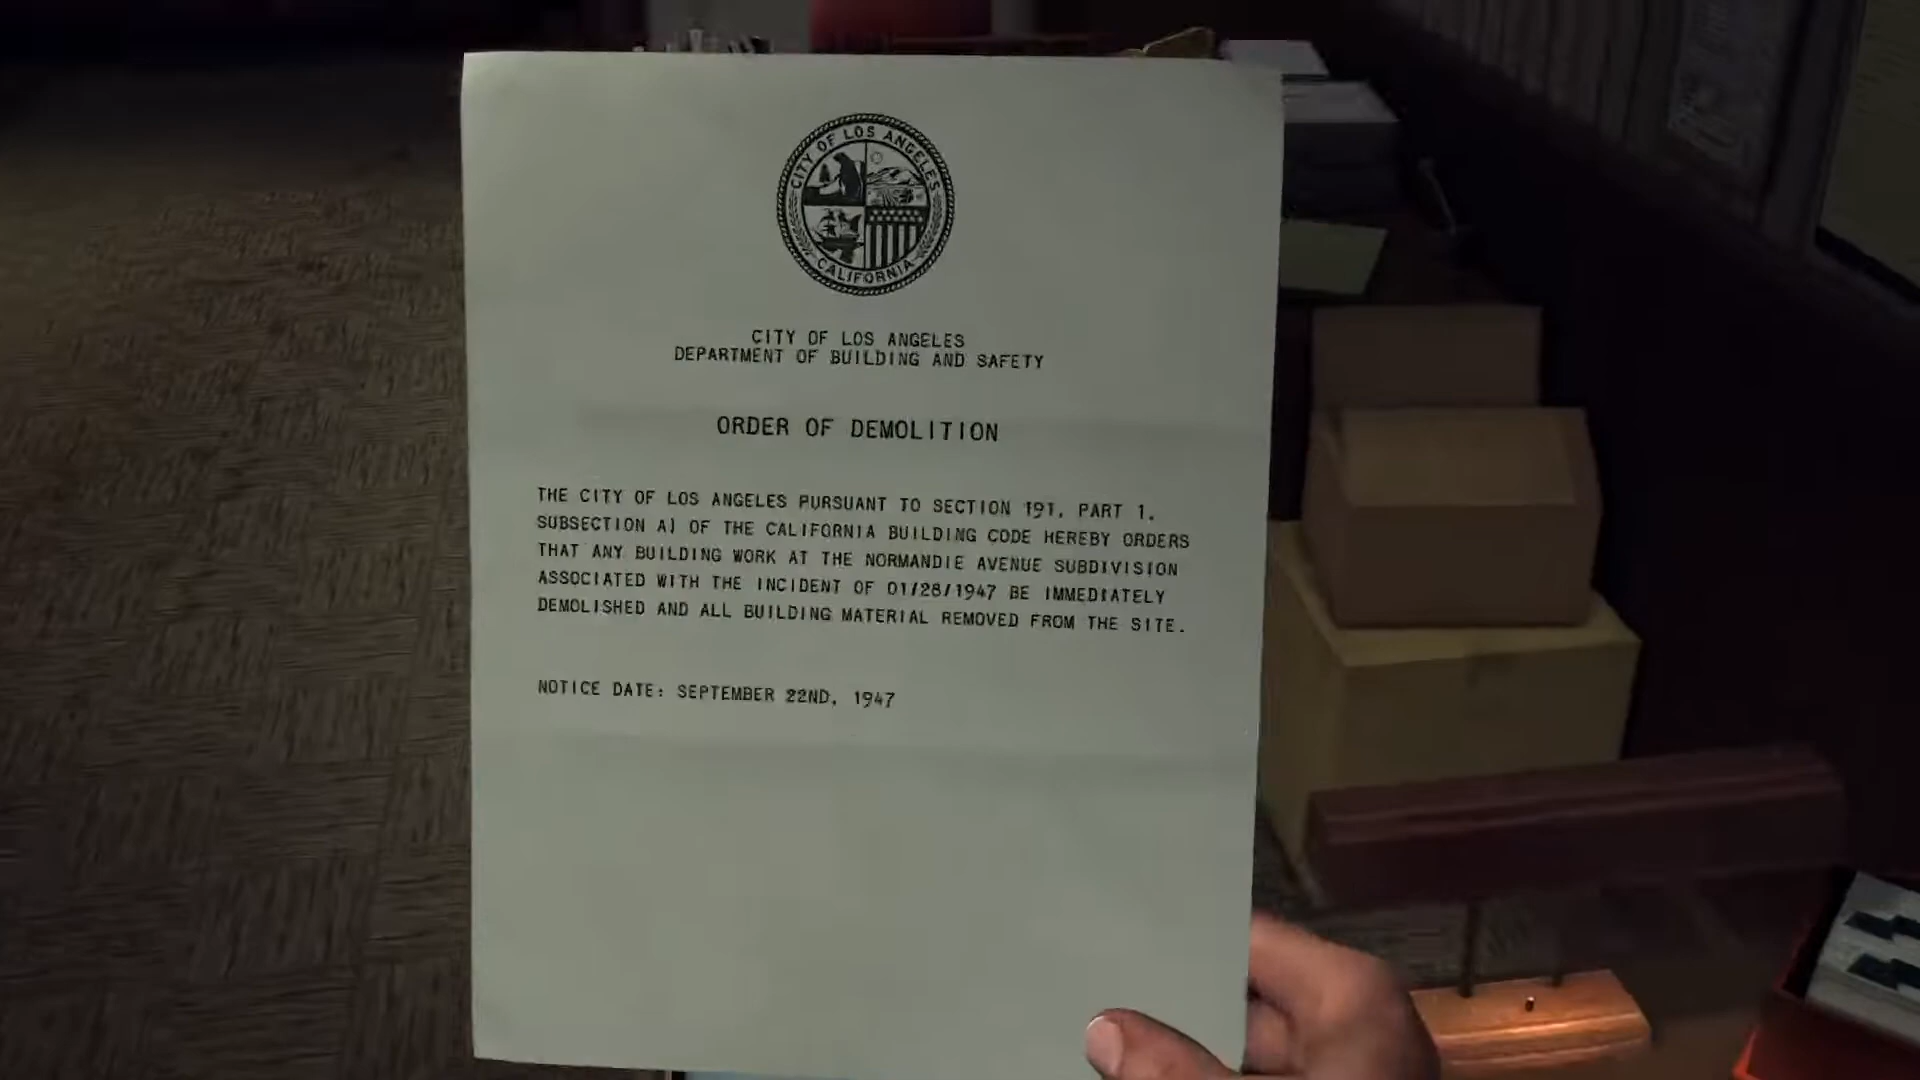 CITY OF LOS ANGELES
CALIFORNIA
CITY OF LOS ANGELES
DEPARTMENT OF BUILDING AND SAFETY
ORDER OF DEMOLITION
THE CITY OF LOS ANGELES PURSUANT TO SECTION 191, PART 1,
SUBSECTION A) OF THE CALIFORNIA BUILDING CODE HEREBY ORDERS
THAT ANY BUILDING WORK AT THE NORMANDIE AVENUE SUBDIVISION
ASSOCIATED WITH THE INCIDENT OF 01/28/1947 BE IMMEDIATELY
DEMOLISHED AND ALL BUILDING MATERIAL REMOVED FROM THE SITE.
NOTICE DATE: SEPTEMBER 22ND, 1947